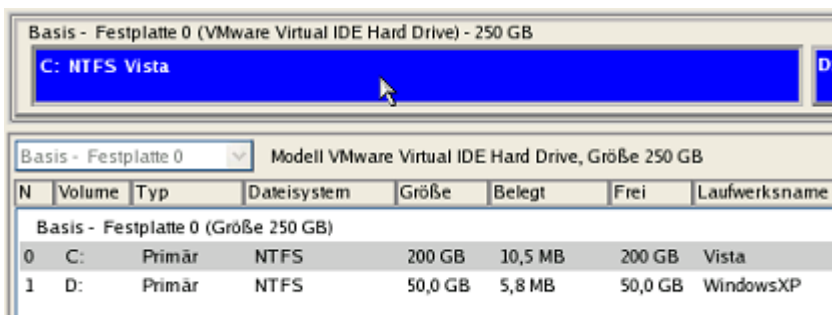 Basis - Festplatte 0 (VMware Virtual IDE Hard Drive) - 250 GB
C: NTFS Vista D
Basis - Festplatte 0 Modell VMware Virtual IDE Hard Drive, Größe 250 GB
N Volume Typ Dateisystem Größe Belegt Frei Laufwerksname
Basis - Festplatte 0 (Größe 250 GB)
0 C: Primär NTFS 200 GB 10,5 MB 200 GB Vista
1 D: Primär NTFS 50,0 GB 5,8 MB 50,0 GB WindowsXP